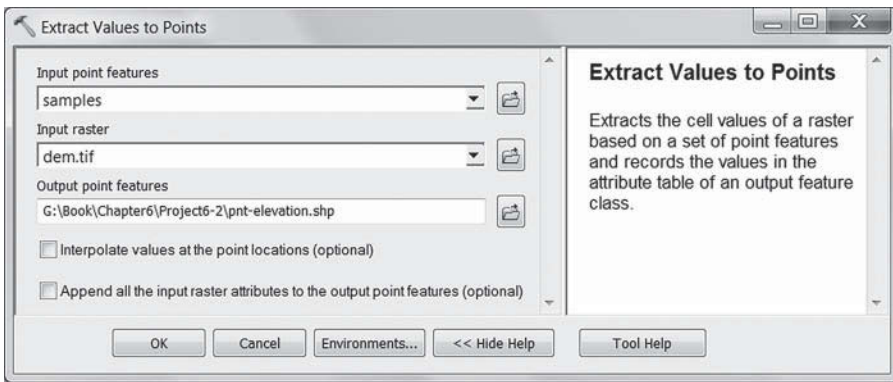 Extract Values to Points
Input point features
samples
Input raster
dem.tif
Output point features
G:\Book\Chapter6\Project6-2\pnt-elevation.shp
Interpolate values at the point locations (optional)
Append all the input raster attributes to the output point features (optional)
Extract Values to Points
Extracts the cell values of a raster
based on a set of point features
and records the values in the
attribute table of an output feature
class.
OK
Cancel
Environments...
<< Hide Help
Tool Help